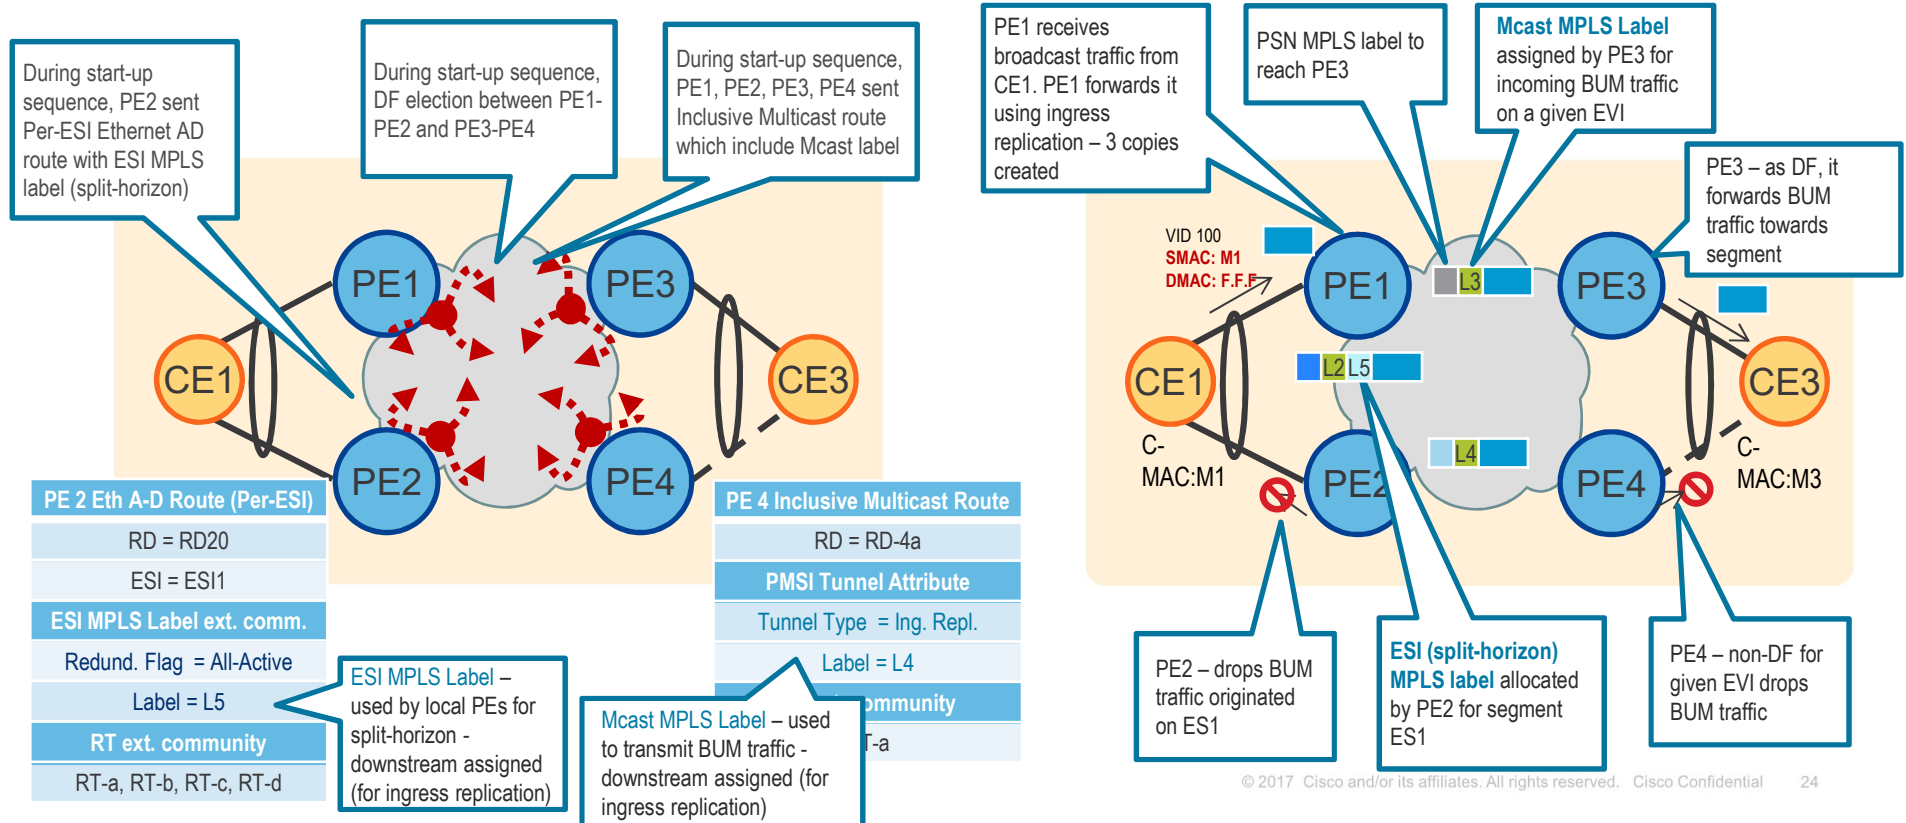 During start-up
sequence, PE2 sent
Per-ESI Ethernet AD
route with ESI MPLS
label (split-horizon)
During start-up sequence,
DF election between PE1-
PE2 and PE3-PE4
During start-up sequence,
PE1, PE2, PE3, PE4 sent
Inclusive Multicast route
which include Mcast label
PE1
PE3
CE1
CE3
PE2
PE4
PE 2 Eth A-D Route (Per-ESI)
RD = RD20
ESI = ESI1
ESI MPLS Label ext. comm.
Redund. Flag = All-Active
Label = L5
RT ext. community
RT-a, RT-b, RT-c, RT-d
ESI MPLS Label –
used by local PEs for
split-horizon -
downstream assigned
(for ingress replication)
PE 4 Inclusive Multicast Route
RD = RD-4a
PMSI Tunnel Attribute
Tunnel Type = Ing. Repl.
Label = L4
ommunity
T-a
Mcast MPLS Label – used
to transmit BUM traffic -
downstream assigned (for
ingress replication)
PE1 receives
broadcast traffic from
CE1. PE1 forwards it
using ingress
replication – 3 copies
created
PSN MPLS label to
reach PE3
Mcast MPLS Label
assigned by PE3 for
incoming BUM traffic
on a given EVI
PE3 – as DF, it
forwards BUM
traffic towards
segment
VID 100
SMAC: M1
DMAC: F.F.F
PE1
L3
PE3
L2 L5
CE1
CE3
C-
MAC:M1
L4
C-
MAC:M3
PE2
PE4
PE2 – drops BUM
traffic originated
on ES1
ESI (split-horizon)
MPLS label allocated
by PE2 for segment
ES1
PE4 – non-DF for
given EVI drops
BUM traffic
© 2017 Cisco and/or its affiliates. All rights reserved. Cisco Confidential 24